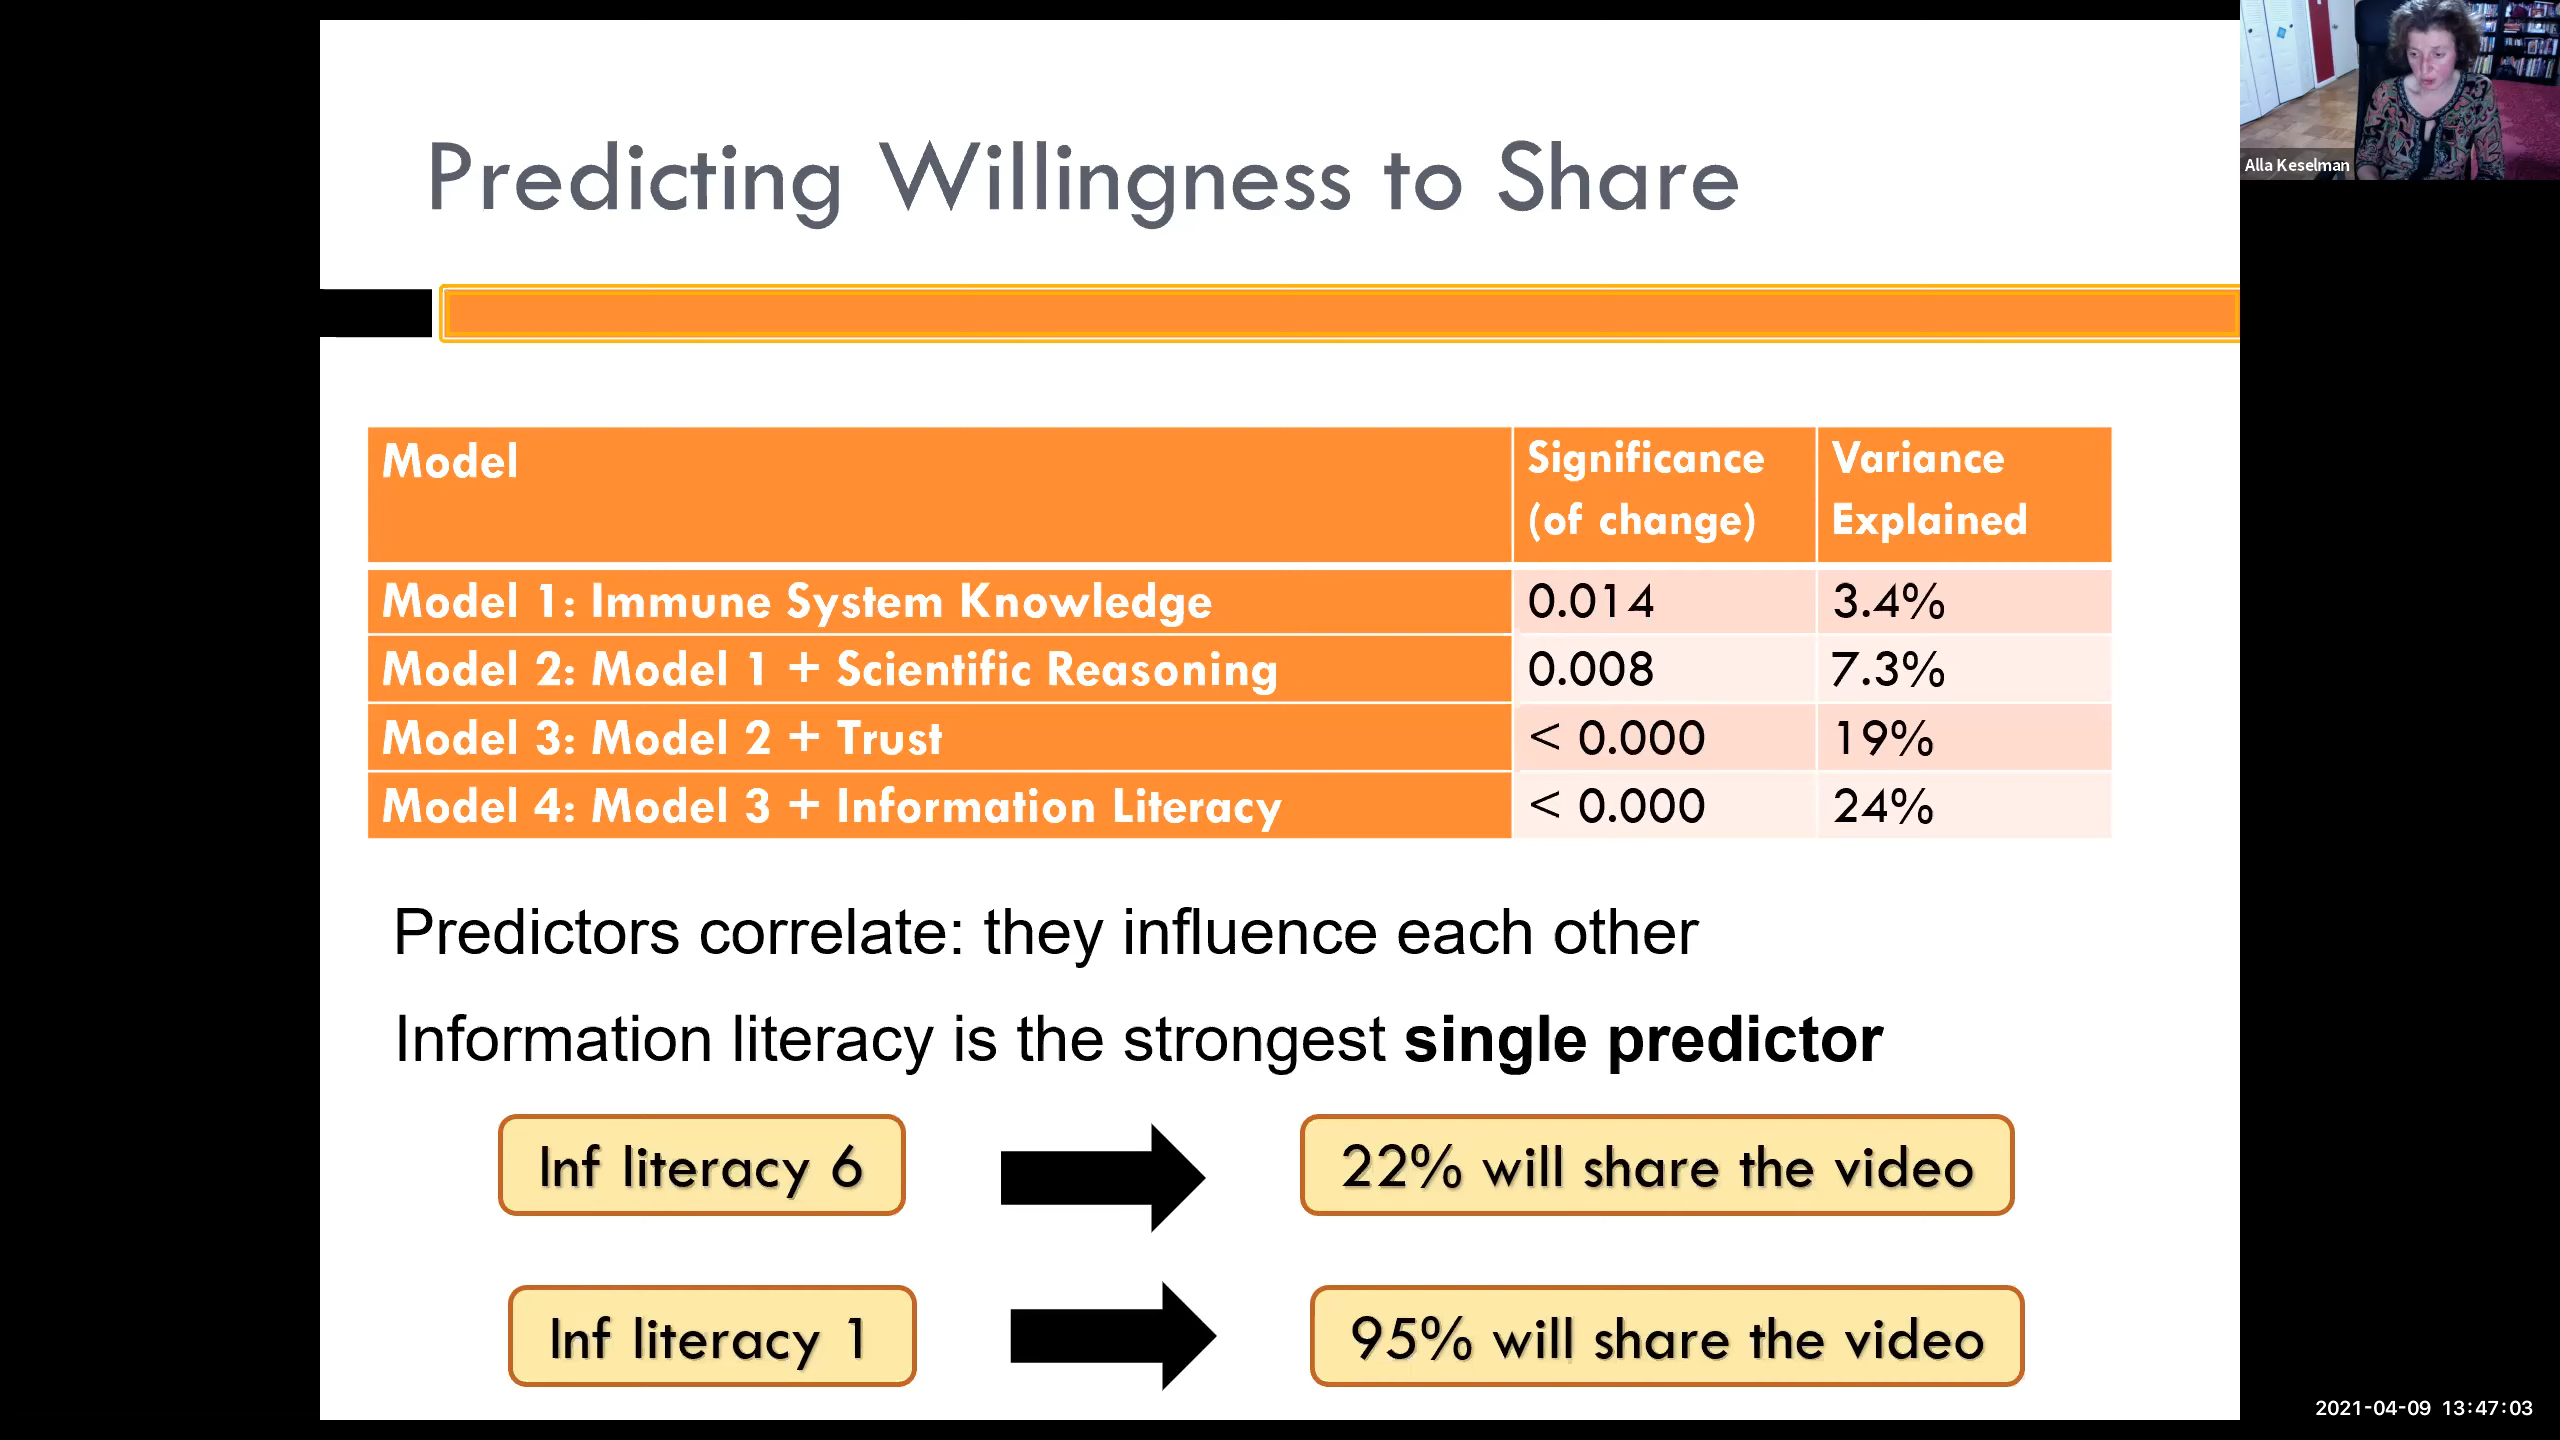 Predicting Willingness to Share
Alla Keselman
Model Significance (of change) Variance Explained
Model 1: Immune System Knowledge 0.014 3.4%
Model 2: Model 1 + Scientific Reasoning 0.008 7.3%
Model 3: Model 2 + Trust < 0.000 19%
Model 4: Model 3 + Information Literacy < 0.000 24%
Predictors correlate: they influence each other
Information literacy is the strongest single predictor
Inf literacy 6 22% will share the video
Inf literacy 1 95% will share the video
2021-04-09 13:47:03